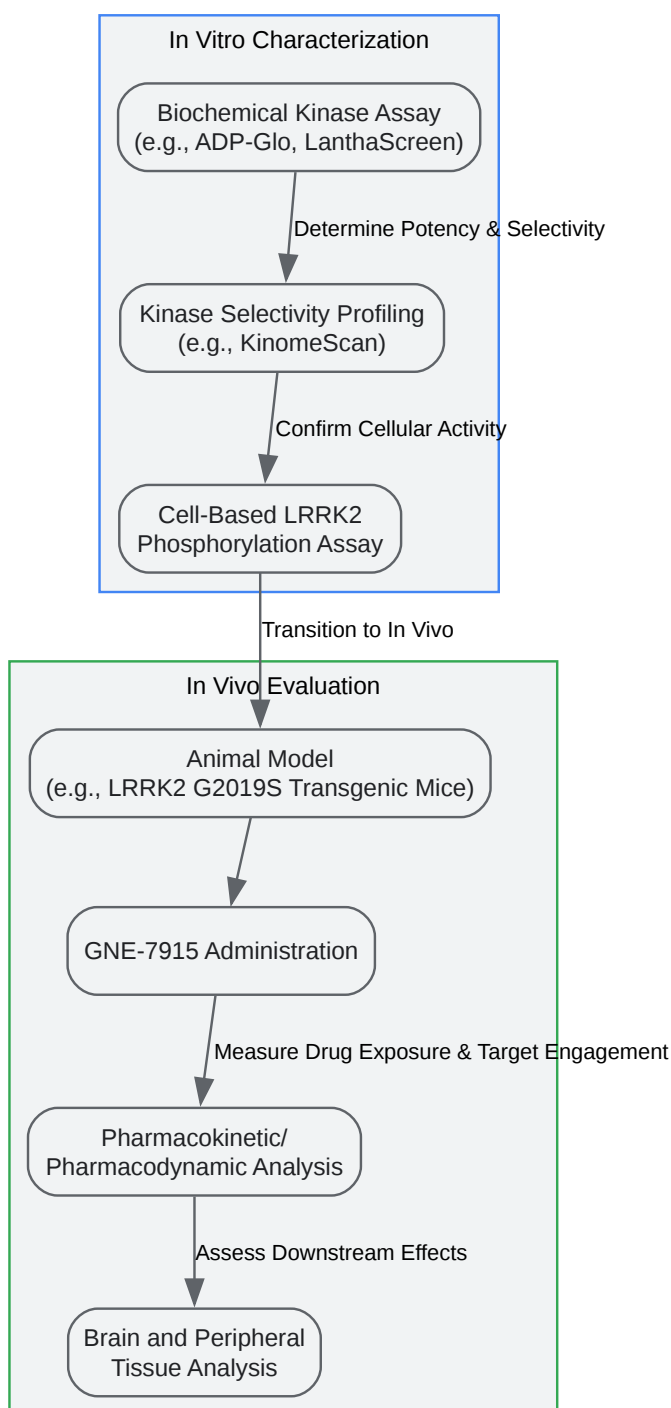 In Vitro Characterization
Biochemical Kinase Assay
(e.g., ADP-Glo, LanthaScreen)
Determine Potency & Selectivity
Kinase Selectivity Profiling
(e.g., KinomeScan)
Confirm Cellular Activity
Cell-Based LRRK2
Phosphorylation Assay
Transition to In Vivo
In Vivo Evaluation
Animal Model
(e.g., LRRK2 G2019S Transgenic Mice)
GNE-7915 Administration
Measure Drug Exposure & Target Engagement
Pharmacokinetic/
Pharmacodynamic Analysis
Assess Downstream Effects
Brain and Peripheral
Tissue Analysis